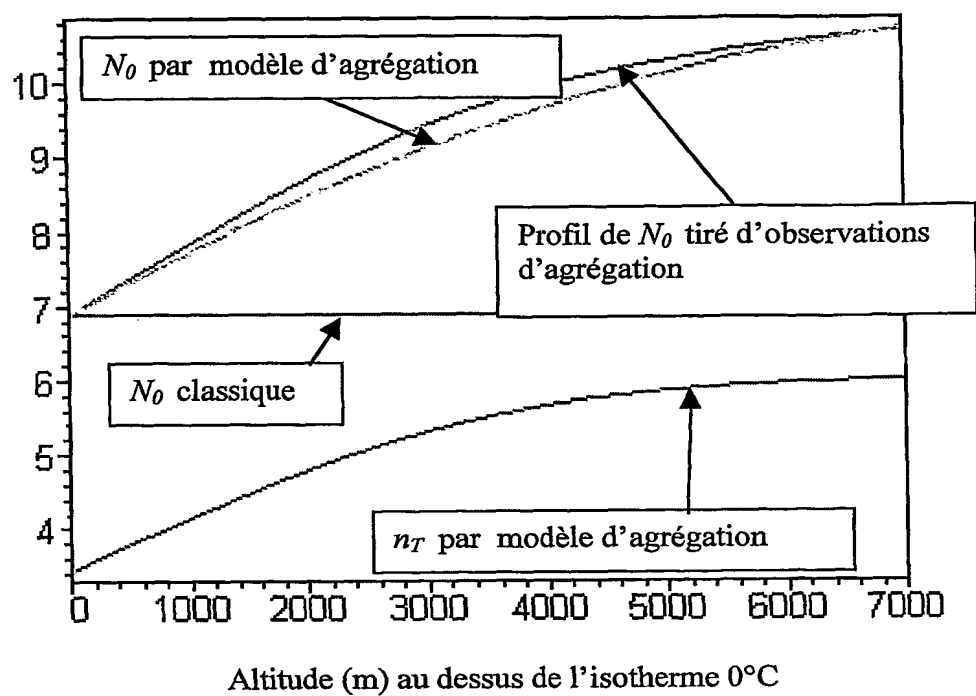 N₀ par modèle d'agrégation
10
9
8
Profil de N₀ tiré d'observations
d'agrégation
7
N₀ classique
6
5
4
n_T par modèle d'agrégation
0 1000 2000 3000 4000 5000 6000 7000
Altitude (m) au dessus de l'isotherme 0°C